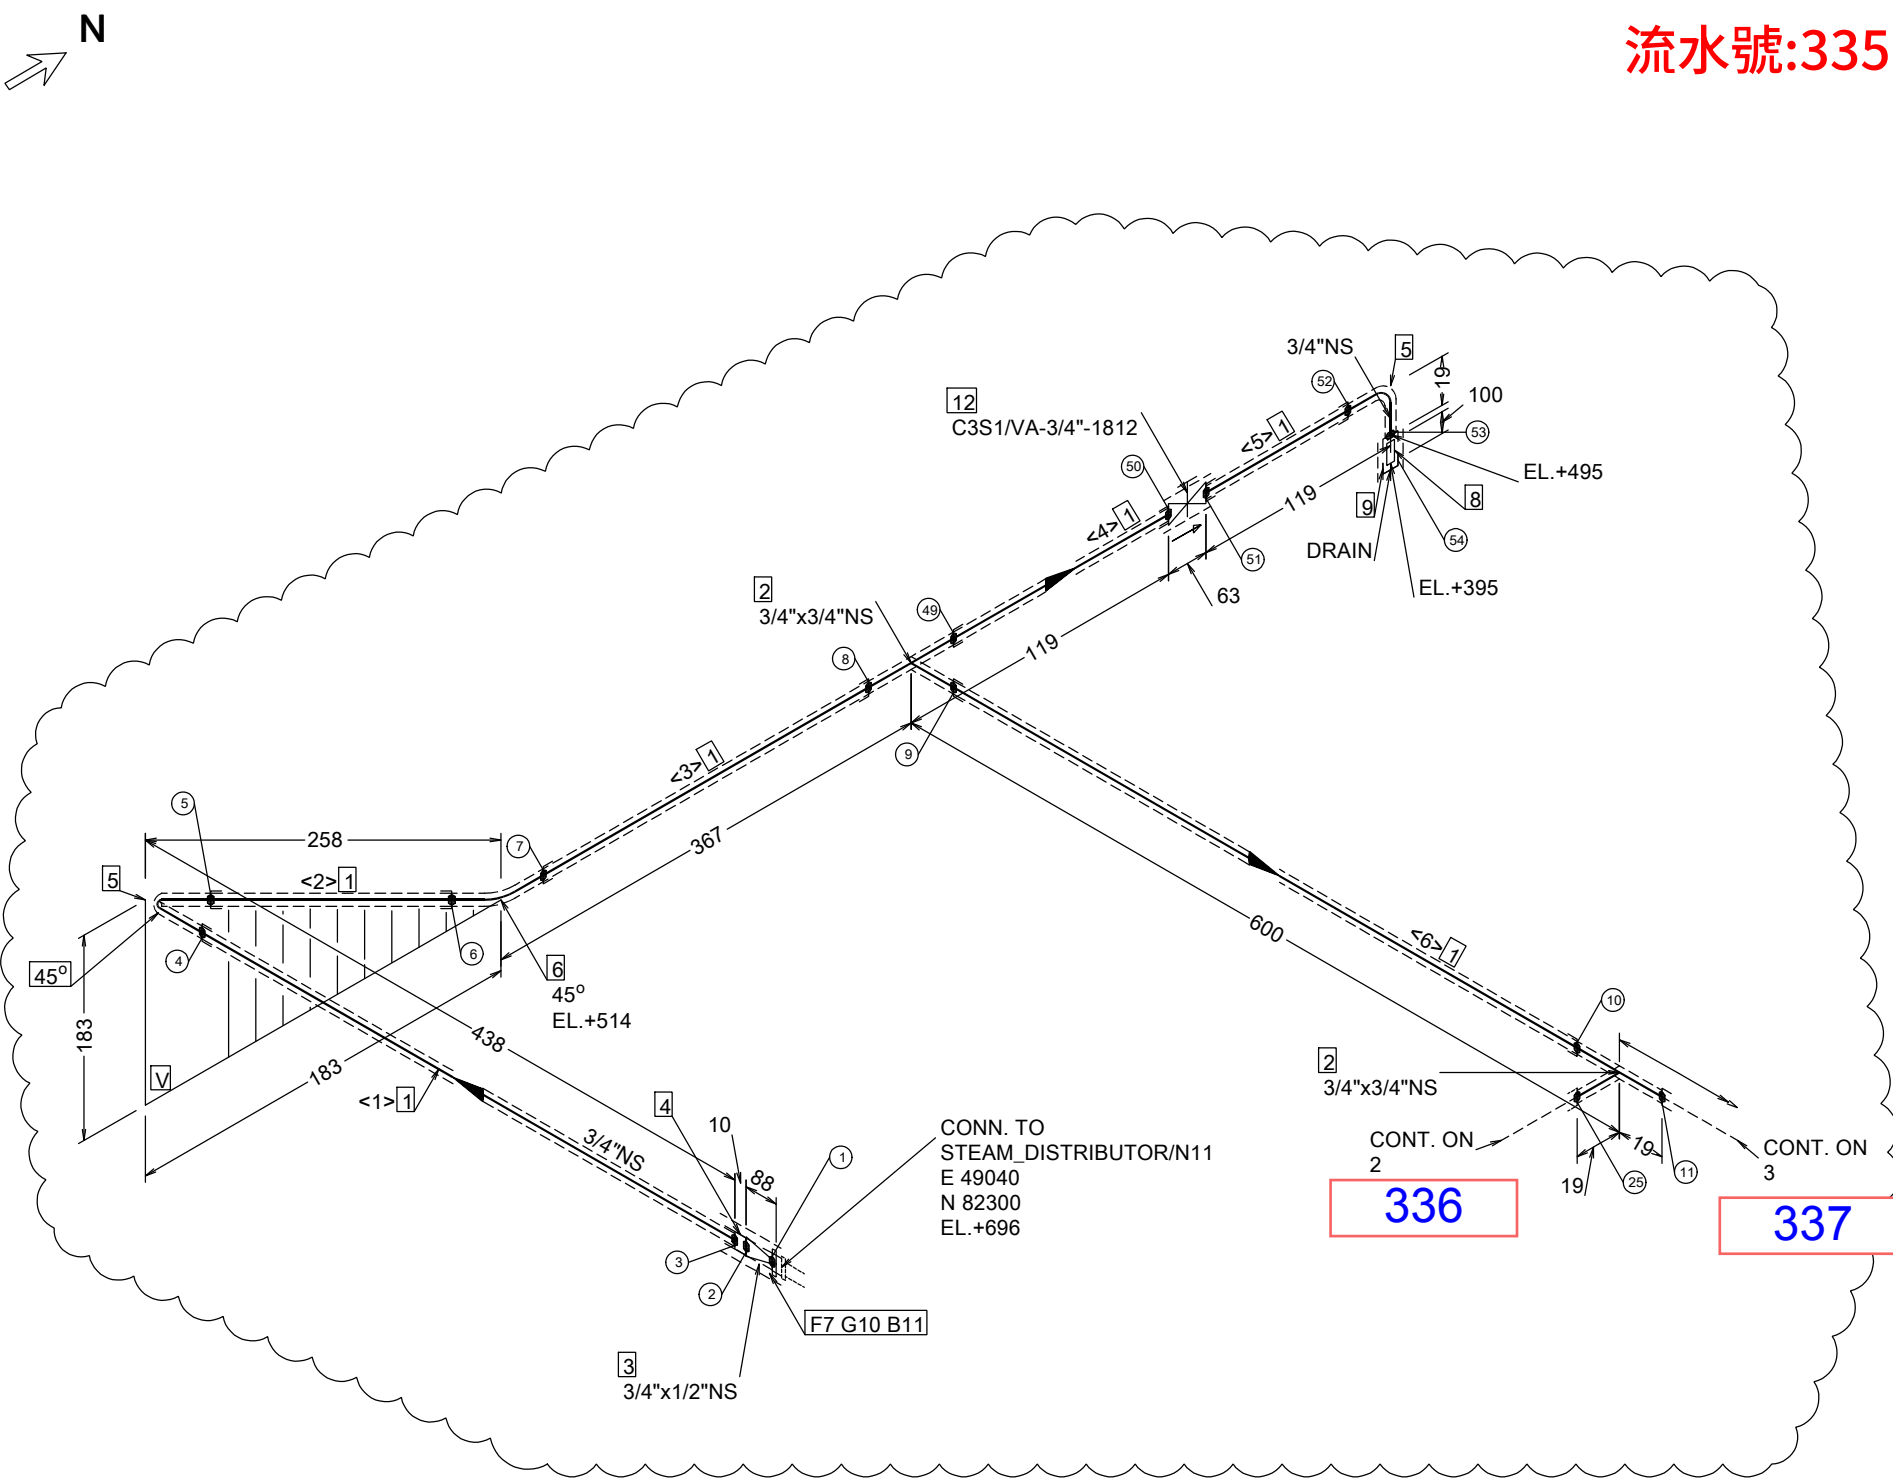 N
流水號:335
3/4"NS
5
19
100
52
12
C3S1/VA-3/4"-1812
<5>1
53
50
EL.+495
119
9
8
<4>1
54
51
DRAIN
EL.+395
63
2
3/4"x3/4"NS
49
119
8
9
<3>1
367
5
258
7
5
<2>1
600
<6>1
4
6
45°
6
45°
EL.+514
183
438
10
V
183
<1>1
2
3/4"x3/4"NS
4
10
CONN. TO
STEAM_DISTRIBUTOR/N11
E 49040
N 82300
EL.+696
3/4"NS
88
1
CONT. ON
2
19
CONT. ON
3
19
25
11
336
337
3
2
F7 G10 B11
3
3/4"x1/2"NS